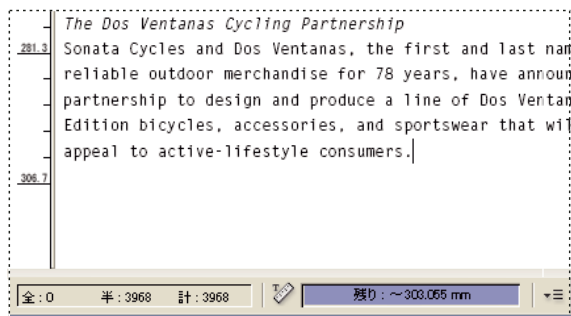 The Dos Ventanas Cycling Partnership
281.3
Sonata Cycles and Dos Ventanas, the first and last nam
reliable outdoor merchandise for 78 years, have announ
partnership to design and produce a line of Dos Ventan
Edition bicycles, accessories, and sportswear that wil
appeal to active-lifestyle consumers.
306.7
全:0 半:3968 計:3968 T 残り:~303.055 mm